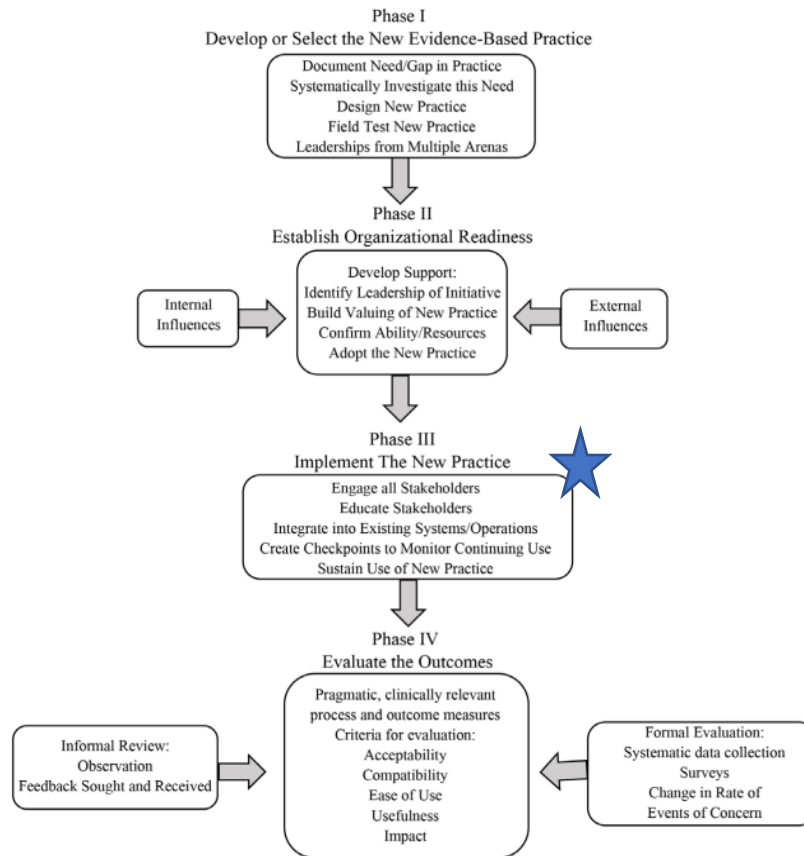 Phase I
Develop or Select the New Evidence-Based Practice
Document Need/Gap in Practice
Systematically Investigate this Need
Design New Practice
Field Test New Practice
Leaderships from Multiple Arenas
Phase II
Establish Organizational Readiness
Internal
Influences
Develop Support:
Identify Leadership of Initiative
Build Valuing of New Practice
Confirm Ability/Resources
Adopt the New Practice
External
Influences
Phase III
Implement The New Practice
Engage all Stakeholders
Educate Stakeholders
Integrate into Existing Systems/Operations
Create Checkpoints to Monitor Continuing Use
Sustain Use of New Practice
Phase IV
Evaluate the Outcomes
Informal Review:
Observation
Feedback Sought and Received
Pragmatic, clinically relevant
process and outcome measures
Criteria for evaluation:
Acceptability
Compatibility
Ease of Use
Usefulness
Impact
Formal Evaluation:
Systematic data collection
Surveys
Change in Rate of
Events of Concern